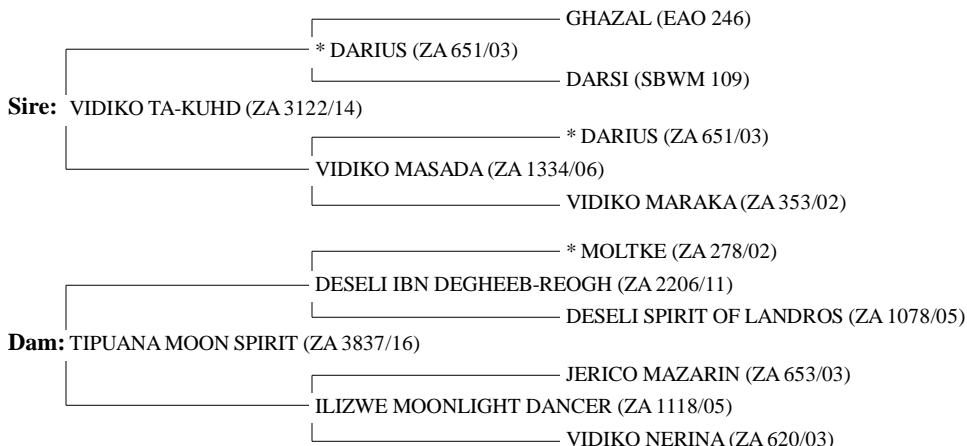 GHAZAL (EAO 246)
* DARIUS (ZA 651/03)
DARSI (SBWM 109)
Sire: VIDIKO TA-KUHD (ZA 3122/14)
* DARIUS (ZA 651/03)
VIDIKO MASADA (ZA 1334/06)
VIDIKO MARAKA (ZA 353/02)
* MOLTKE (ZA 278/02)
DESELI IBN DEGHEEB-REOGH (ZA 2206/11)
DESELI SPIRIT OF LANDROS (ZA 1078/05)
Dam: TIPUANA MOON SPIRIT (ZA 3837/16)
JERICO MAZARIN (ZA 653/03)
ILIZWE MOONLIGHT DANCER (ZA 1118/05)
VIDIKO NERINA (ZA 620/03)